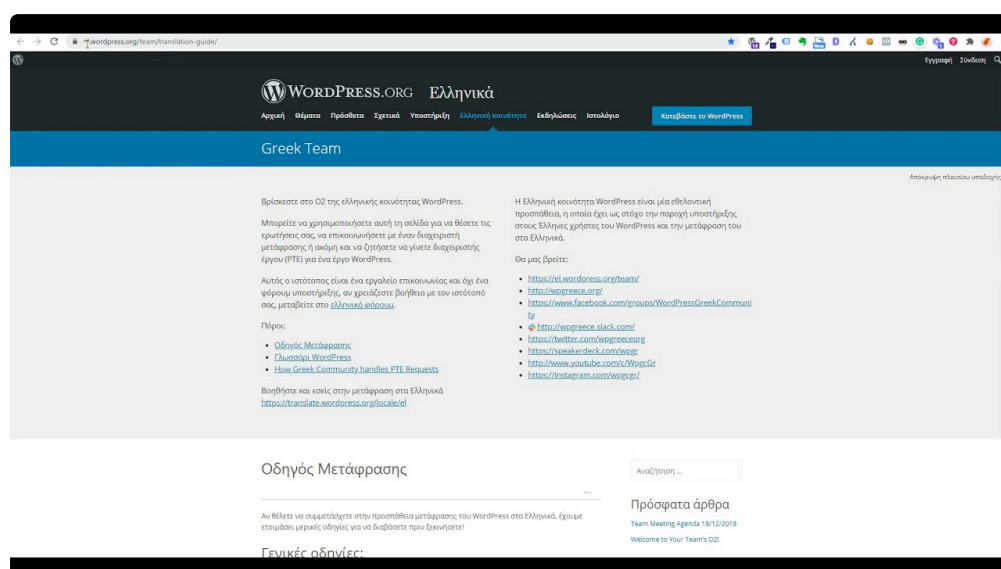 wordpress.org/team/translation-guide/
Εγγραφή Σύνδεση
WORDPRESS.ORG Ελληνικά
Αρχική Θέματα Πρόσθετα Σχετικά Υποστήριξη Ελληνική κοινότητα Εκδηλώσεις Ιστολόγιο Κατεβάστε το WordPress
Greek Team
Απόκρυψη πλαισίου υποδοχής
Βρίσκεστε στο Ο2 της ελληνικής κοινότητας WordPress.
Μπορείτε να χρησιμοποιήσετε αυτή τη σελίδα για να θέσετε τις
ερωτήσεις σας, να επικοινωνήσετε με έναν διαχειριστή
μετάφρασης ή ακόμη και να ζητήσετε να γίνετε διαχειριστής
έργου (PTE) για ένα έργο WordPress.
Αυτός ο ιστότοπος είναι ένα εργαλείο επικοινωνίας και όχι ένα
φόρουμ υποστήριξης, αν χρειάζεστε βοήθεια με τον ιστότοπό
σας, μεταβείτε στο ελληνικό φόρουμ.
Πόροι:
Οδηγός Μετάφρασης
Γλωσσάρι WordPress
How Greek Community handles PTE Requests
Βοηθήστε και εσείς στην μετάφραση στα Ελληνικά
https://translate.wordpress.org/locale/el
Η Ελληνική κοινότητα WordPress είναι μία εθελοντική
προσπάθεια, η οποία έχει ως στόχο την παροχή υποστήριξης
στους Έλληνες χρήστες του WordPress και την μετάφραση του
στα Ελληνικά.
Θα μας βρείτε:
https://el.wordpress.org/team/
http://wpgreece.org/
https://www.facebook.com/groups/WordPressGreekCommuni
ty
http://wpgreece.slack.com/
https://twitter.com/wpgreeceorg
https://speakerdeck.com/wpgr
http://www.youtube.com/c/WpgcGr
https://instagram.com/wpgcgr/
Οδηγός Μετάφρασης
Αν θέλετε να συμμετάσχετε στην προσπάθεια μετάφρασης του WordPress στα Ελληνικά, έχουμε
ετοιμάσει μερικές οδηγίες για να διαβάσετε πριν ξεκινήσετε!
Γενικές οδηγίες:
Αναζήτηση ...
Πρόσφατα άρθρα
Team Meeting Agenda 18/12/2018
Welcome to Your Team's O2!